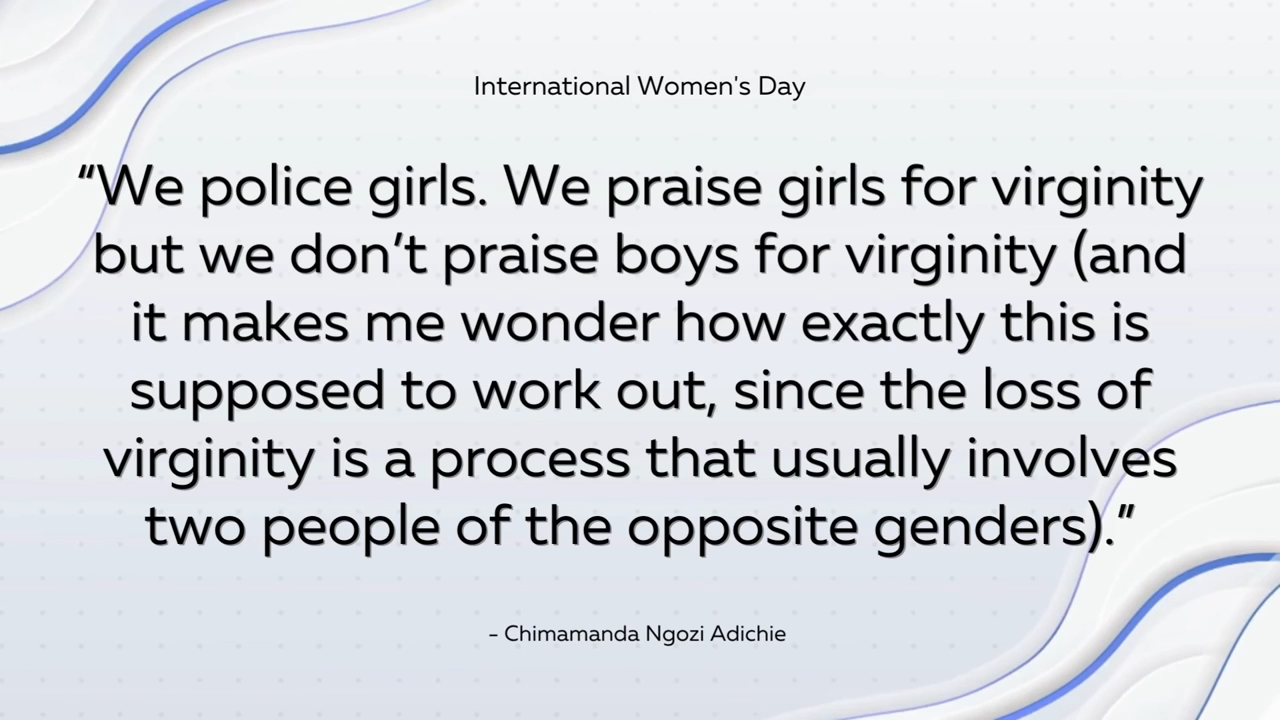 International Women's Day
“We police girls. We praise girls for virginity
but we don’t praise boys for virginity (and
it makes me wonder how exactly this is
supposed to work out, since the loss of
virginity is a process that usually involves
two people of the opposite genders).”
- Chimamanda Ngozi Adichie